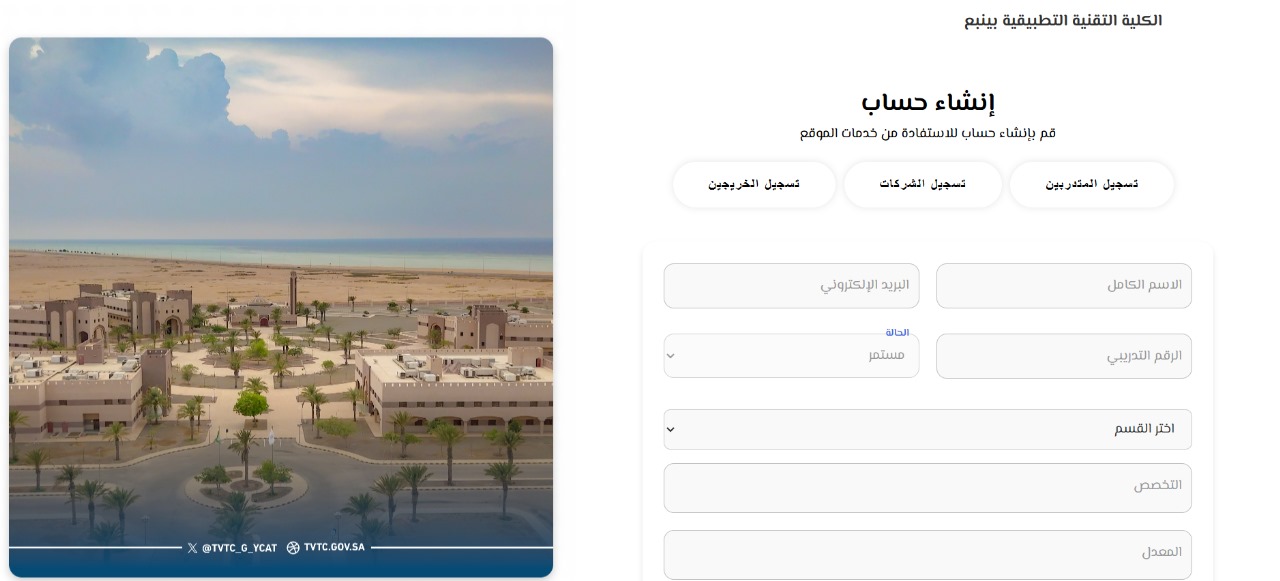 الكلية التقنية التطبيقية بينبع
إنشاء حساب
قم بإنشاء حساب للاستفادة من خدمات الموقع
تسجيل المتدربين تسجيل الشركات تسجيل الخريجين
الاسم الكامل البريد الإلكتروني
الحالة
الرقم التدريبي مستمر
اختر القسم
التخصص
المعدل
@TVTC_G_YCAT TVTC.GOV.SA